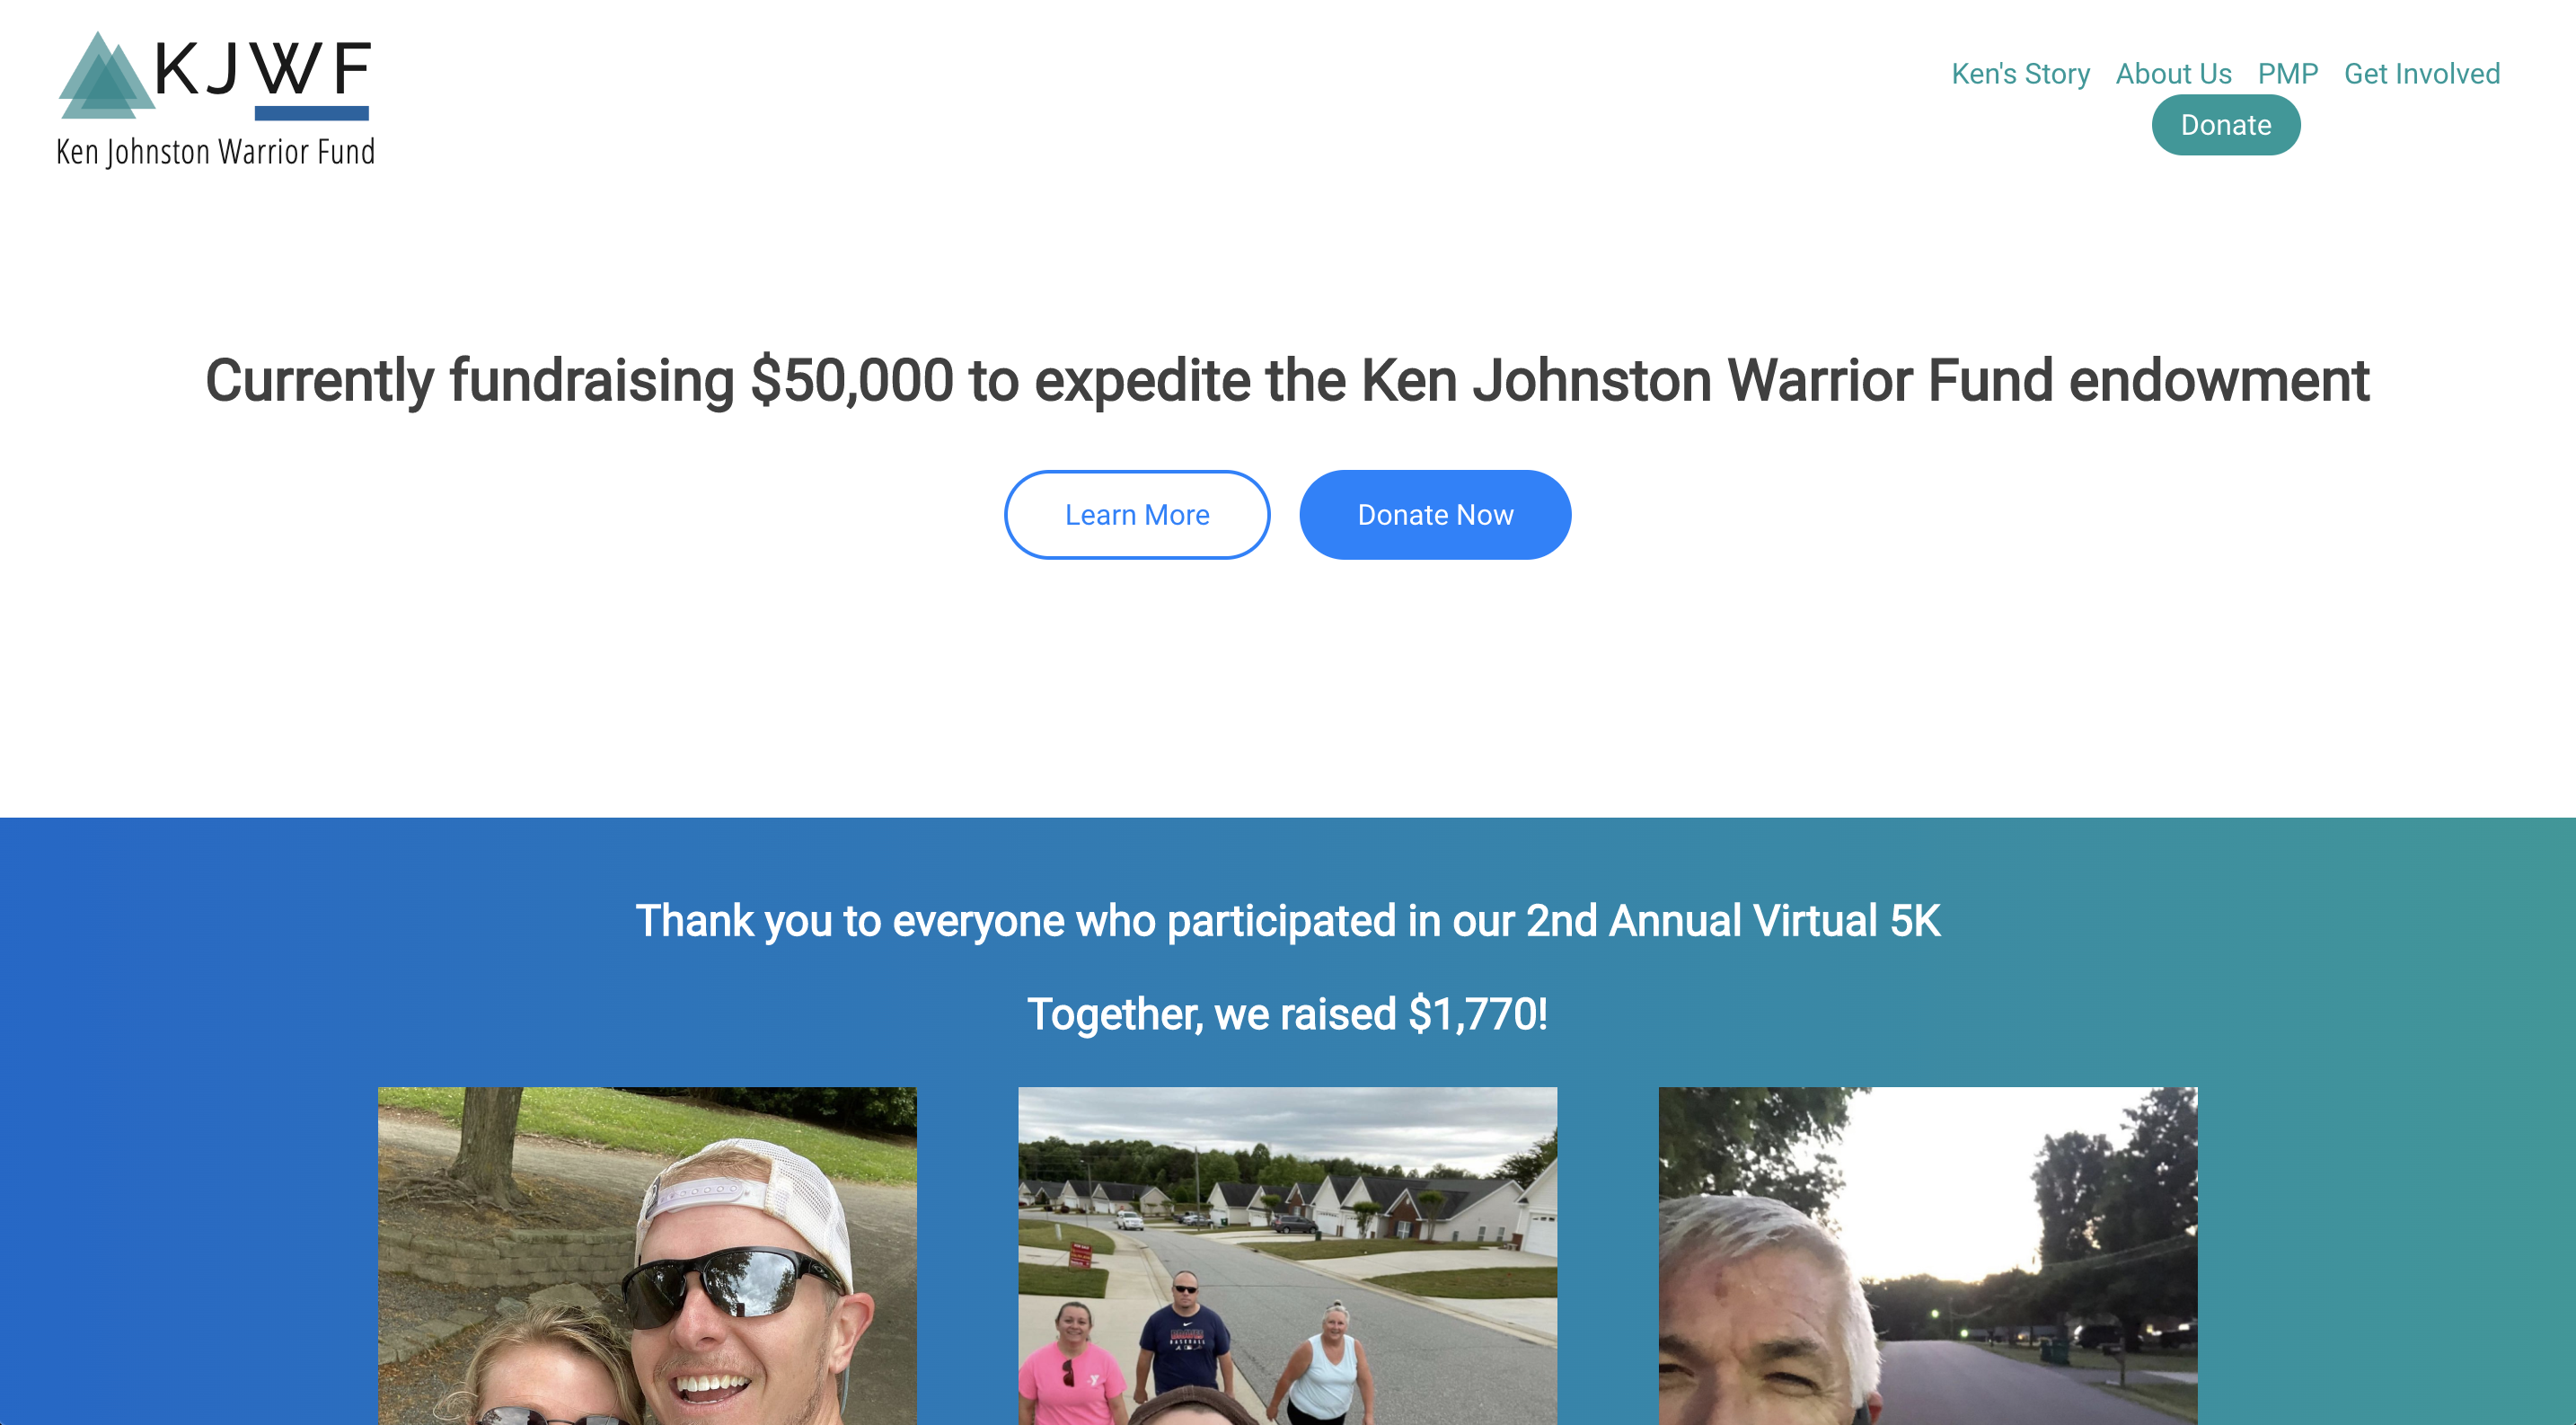 KJWF
Ken Johnston Warrior Fund
Ken's Story About Us PMP Get Involved
Donate
Currently fundraising $50,000 to expedite the Ken Johnston Warrior Fund endowment
Learn More Donate Now
Thank you to everyone who participated in our 2nd Annual Virtual 5K
Together, we raised $1,770!
BASEBALL